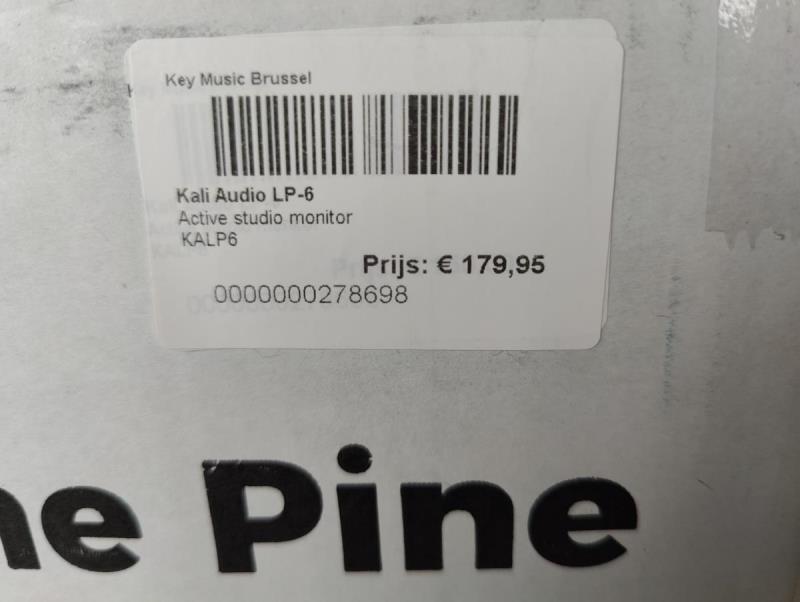 Key Music Brussel
Kali Audio LP-6
Active studio monitor
KALP6
Prijs: € 179,95
0000000278698
ne Pine